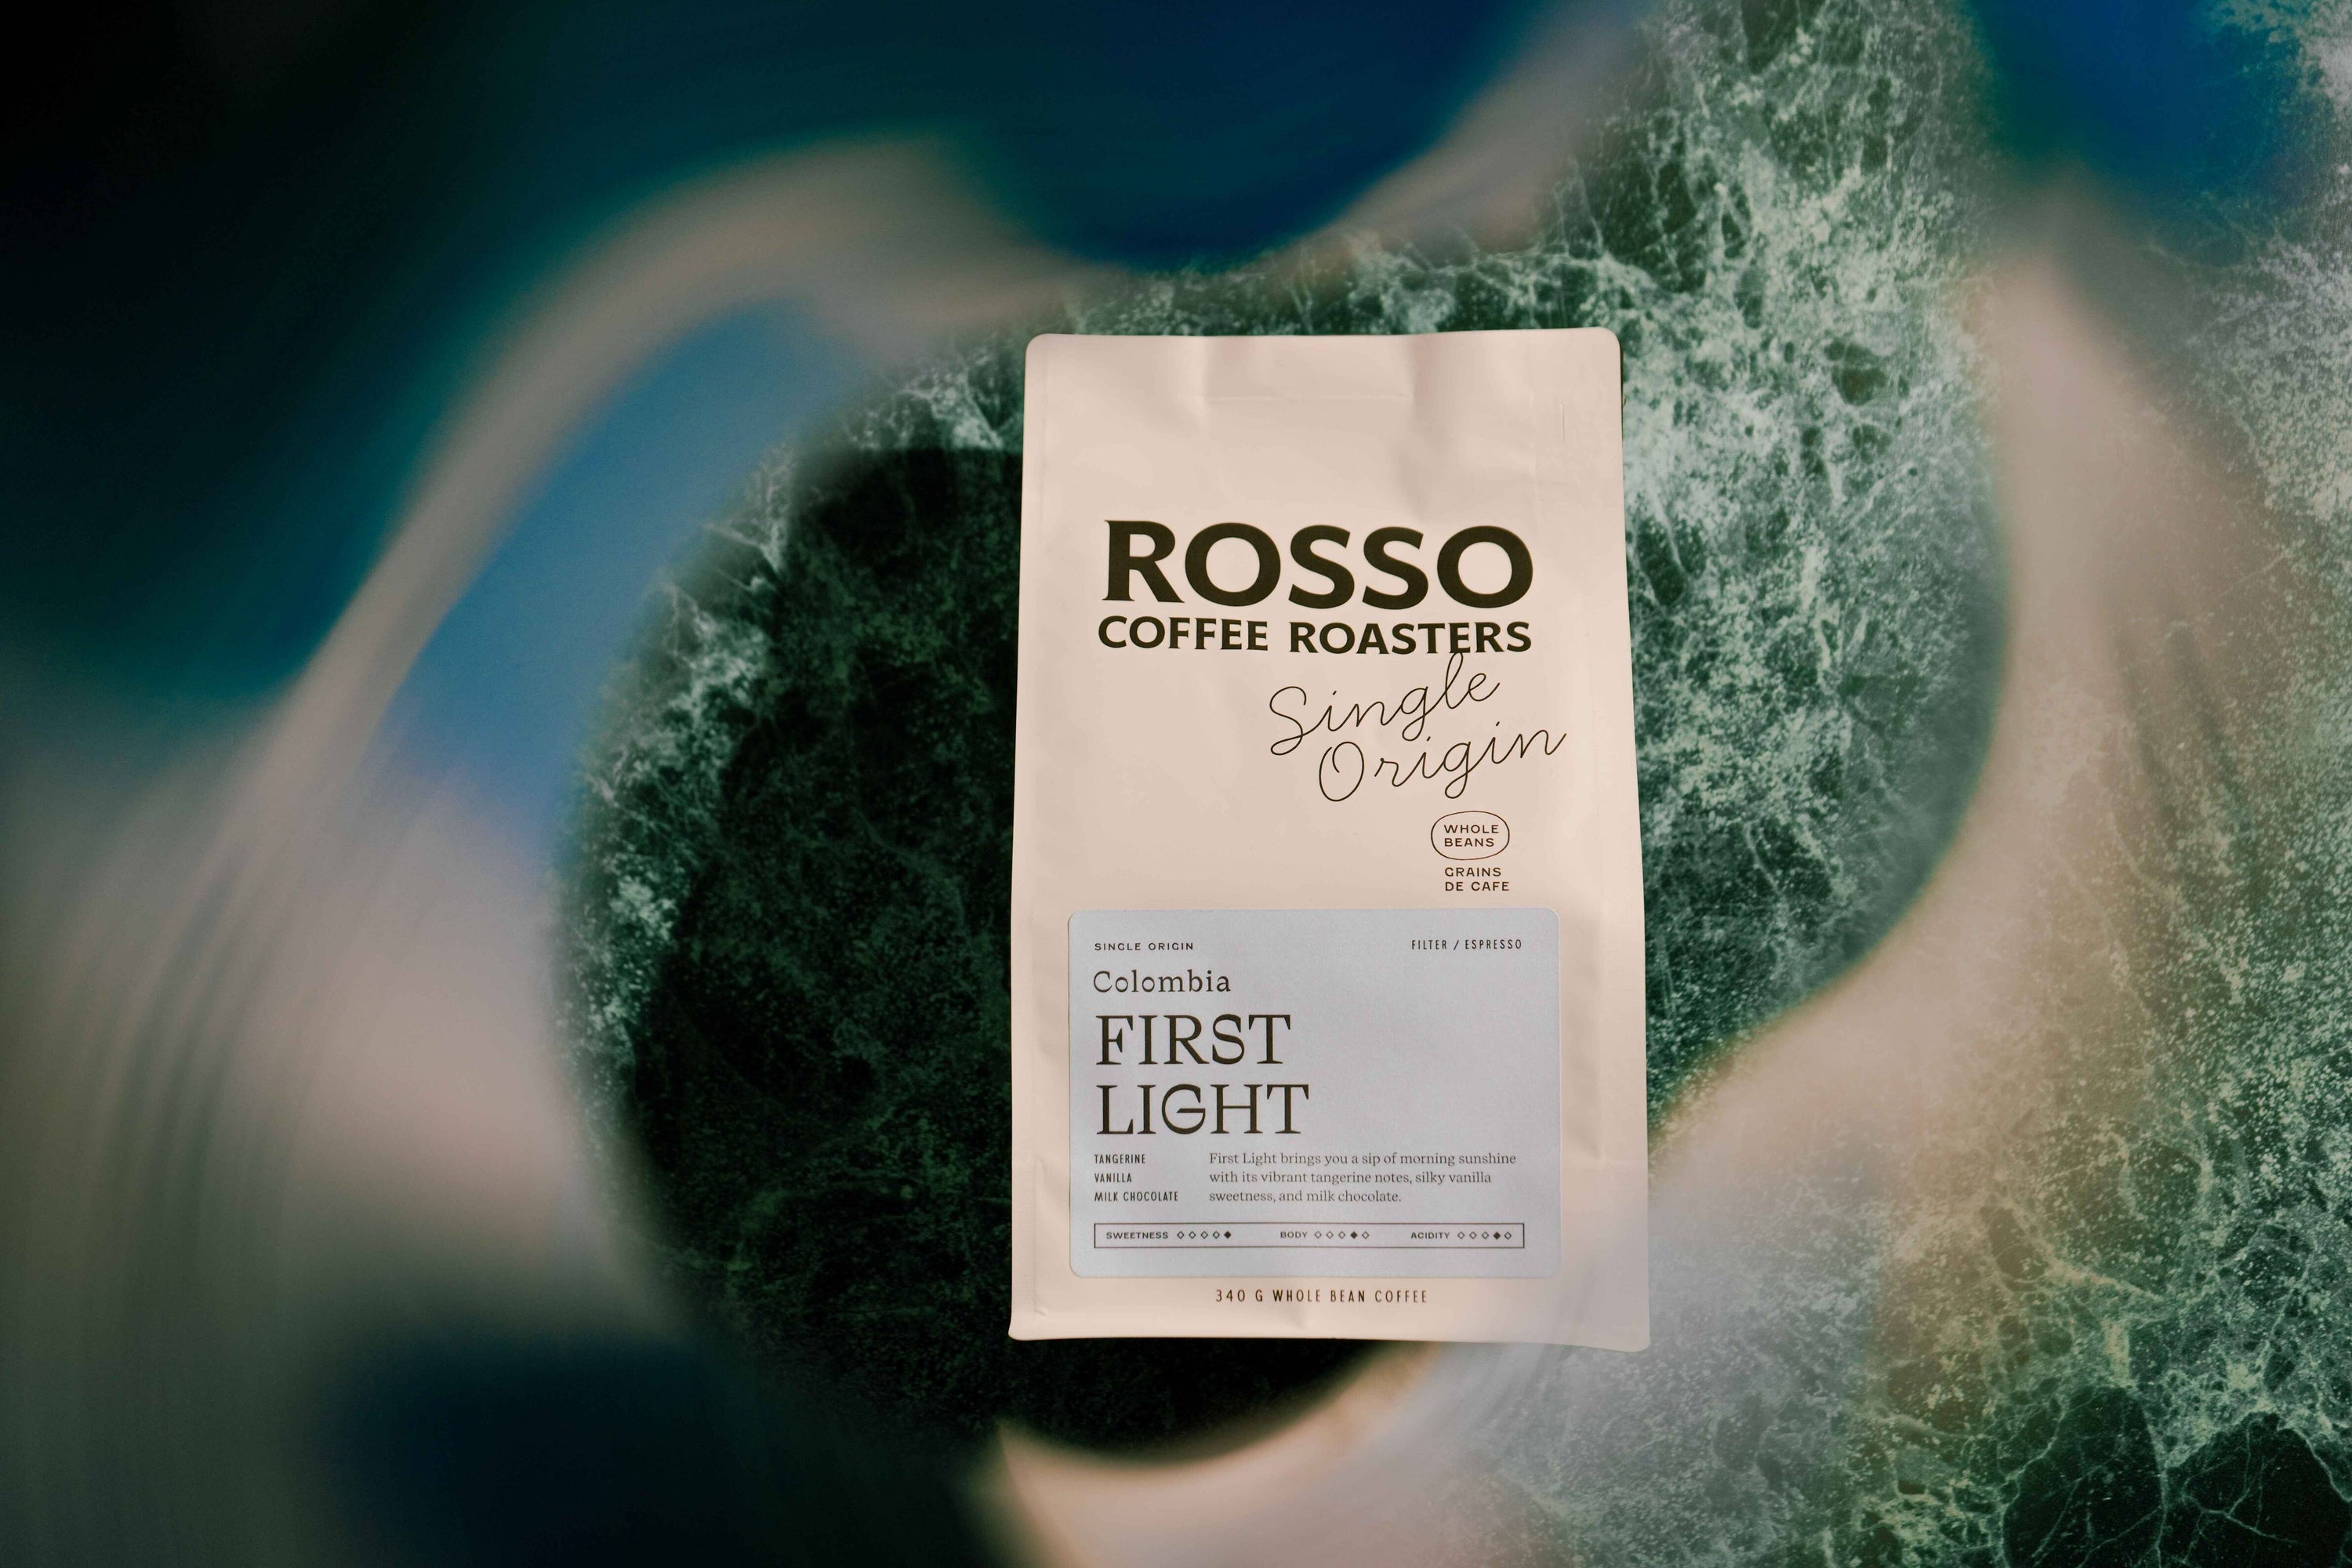 ROSSO
COFFEE ROASTERS
Single
Origin
WHOLE
BEANS
GRAINS
DE CAFE
SINGLE ORIGIN
FILTER / ESPRESSO
Colombia
FIRST
LIGHT
TANGERINE
VANILLA
MILK CHOCOLATE
First Light brings you a sip of morning sunshine
with its vibrant tangerine notes, silky vanilla
sweetness, and milk chocolate.
SWEETNESS ◇◇◇◇◆ BODY ◇◇◇◆◇ ACIDITY ◇◇◇◆◇
340 G WHOLE BEAN COFFEE